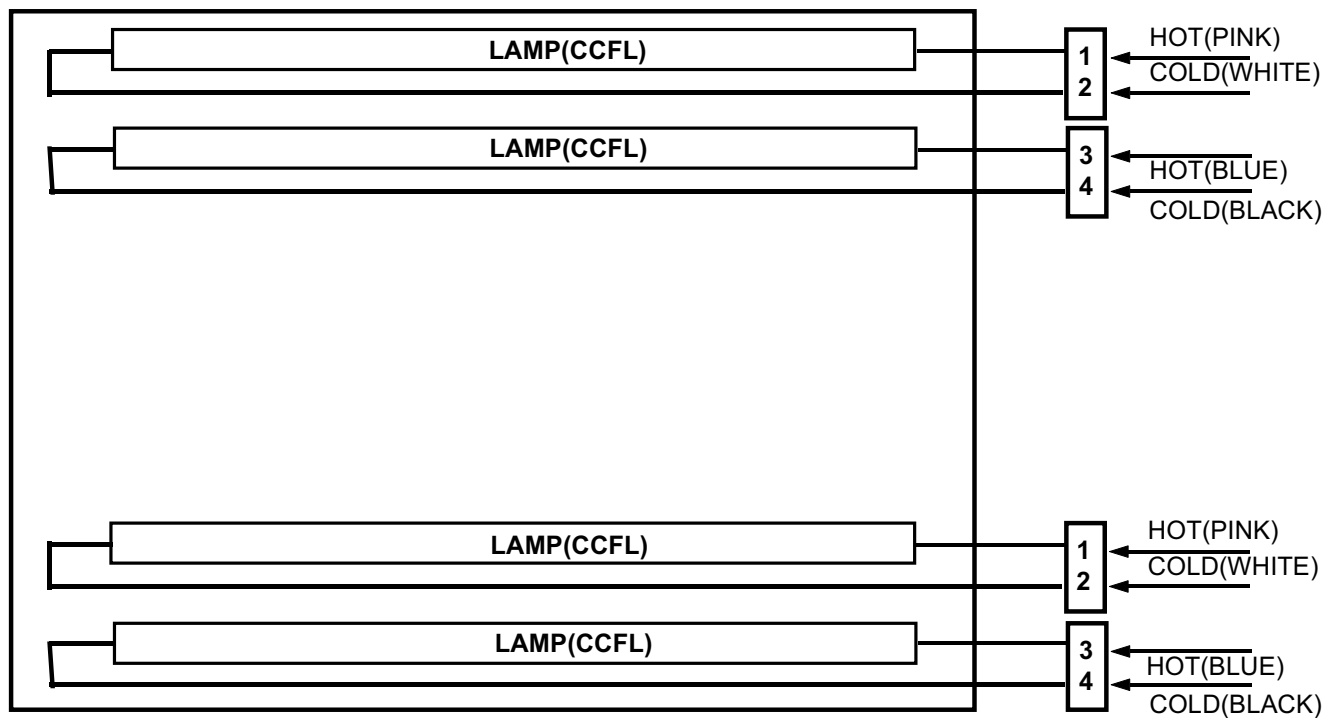 LAMP(CCFL)
1
HOT(PINK)
2
COLD(WHITE)
LAMP(CCFL)
3
HOT(BLUE)
4
COLD(BLACK)
LAMP(CCFL)
1
HOT(PINK)
2
COLD(WHITE)
LAMP(CCFL)
3
HOT(BLUE)
4
COLD(BLACK)